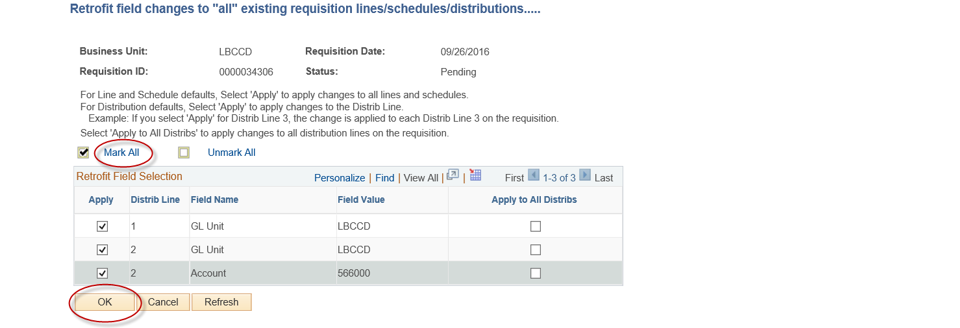 Retrofit field changes to "all" existing requisition lines/schedules/distributions.....
Business Unit: LBCCD Requisition Date: 09/26/2016
Requisition ID: 0000034306 Status: Pending
For Line and Schedule defaults, Select 'Apply' to apply changes to all lines and schedules.
For Distribution defaults, Select 'Apply' to apply changes to the Distrib Line.
Example: If you select 'Apply' for Distrib Line 3, the change is applied to each Distrib Line 3 on the requisition.
Select 'Apply to All Distribs' to apply changes to all distribution lines on the requisition.
Mark All Unmark All
Retrofit Field Selection Personalize | Find | View All | | First 1-3 of 3 Last
Apply Distrib Line Field Name Field Value Apply to All Distribs
1 GL Unit LBCCD
2 GL Unit LBCCD
2 Account 566000
OK Cancel Refresh